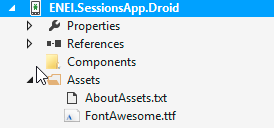 ENEI.SessionsApp.Droid
Properties
References
Components
Assets
AboutAssets.txt
FontAwesome.ttf